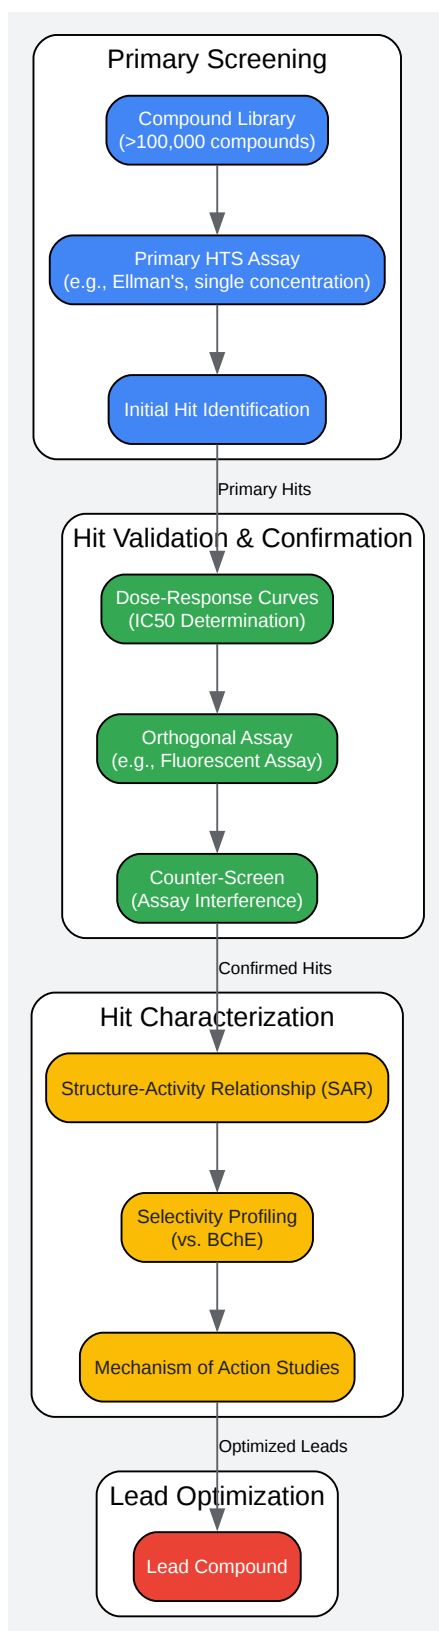 Primary Screening
Compound Library
(>100,000 compounds)
Primary HTS Assay
(e.g., Ellman's, single concentration)
Initial Hit Identification
Primary Hits
Hit Validation & Confirmation
Dose-Response Curves
(IC50 Determination)
Orthogonal Assay
(e.g., Fluorescent Assay)
Counter-Screen
(Assay Interference)
Confirmed Hits
Hit Characterization
Structure-Activity Relationship (SAR)
Selectivity Profiling
(vs. BChE)
Mechanism of Action Studies
Optimized Leads
Lead Optimization
Lead Compound